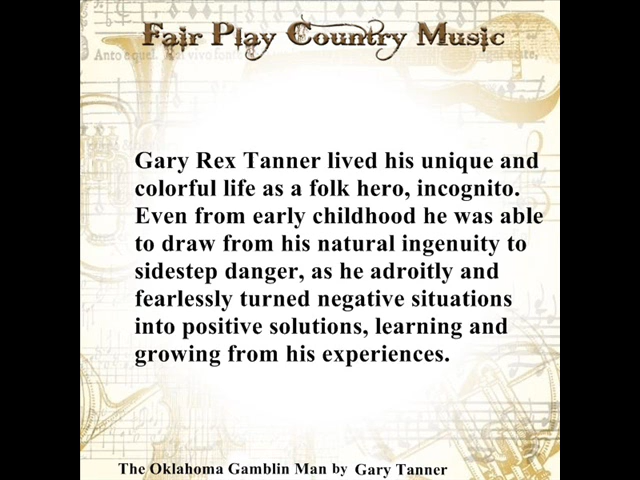 Fair Play Country Music
Gary Rex Tanner lived his unique and
colorful life as a folk hero, incognito.
Even from early childhood he was able
to draw from his natural ingenuity to
sidestep danger, as he adroitly and
fearlessly turned negative situations
into positive solutions, learning and
growing from his experiences.
The Oklahoma Gamblin Man by Gary Tanner